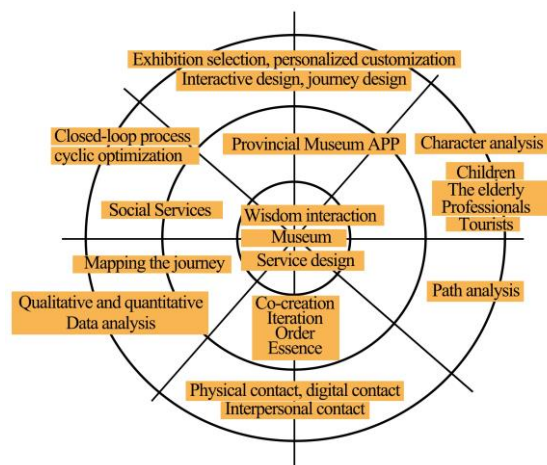 Exhibition selection, personalized customization
Interactive design, journey design
Closed-loop process
cyclic optimization
Provincial Museum APP
Character analysis
Children
The elderly
Professionals
Tourists
Social Services
Wisdom interaction
Museum
Service design
Mapping the journey
Qualitative and quantitative
Data analysis
Path analysis
Co-creation
Iteration
Order
Essence
Physical contact, digital contact
Interpersonal contact